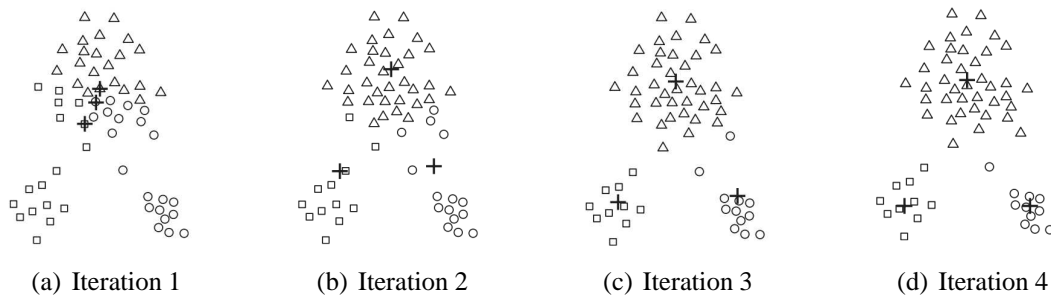 (a) Iteration 1
(b) Iteration 2
(c) Iteration 3
(d) Iteration 4